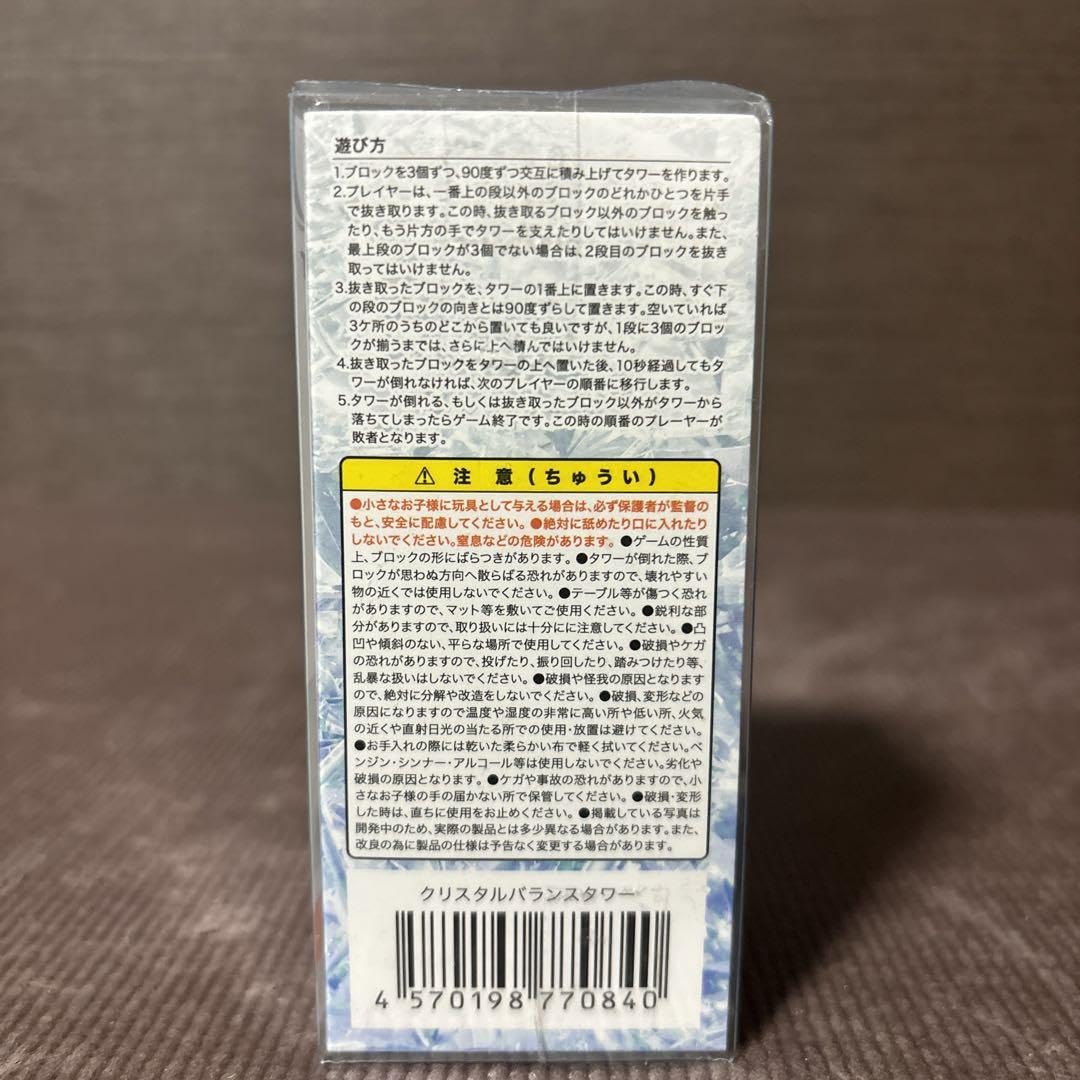 遊び方
1.ブロックを3個ずつ、90度ずつ交互に積み上げてタワーを作ります。
2.プレイヤーは、一番上の段以外のブロックのどれかひとつを片手
で抜き取ります。この時、抜き取るブロック以外のブロックを触っ
たり、もう片方の手でタワーを支えたりしてはいけません。また、
最上段のブロックが3個でない場合は、2段目のブロックを抜き
取ってはいけません。
3.抜き取ったブロックを、タワーの1番上に置きます。この時、すぐ下
の段のブロックの向きとは90度ずらして置きます。空いていれば
3ケ所のうちのどこから置いても良いですが、1段に3個のブロッ
クが揃うまでは、さらに上へ積んではいけません。
4.抜き取ったブロックをタワーの上へ置いた後、10秒経過してもタ
ワーが倒れなければ、次のプレイヤーの順番に移行します。
5.タワーが倒れる、もしくは抜き取ったブロック以外がタワーから
落ちてしまったらゲーム終了です。この時の順番のプレーヤーが
敗者となります。
⚠ 注 意 (ちゅうい)
●小さなお子様に玩具として与える場合は、必ず保護者が監督の
もと、安全に配慮してください。●絶対に舐めたり口に入れたり
しないでください。窒息などの危険があります。●ゲームの性質
上、ブロックの形にばらつきがあります。●タワーが倒れた際、ブ
ロックが思わぬ方向へ散らばる恐れがありますので、壊れやすい
物の近くでは使用しないでください。●テーブル等が傷つく恐れ
がありますので、マット等を敷いてご使用ください。●鋭利な部
分がありますので、取り扱いには十分にに注意してください。●凸
凹や傾斜のない、平らな場所で使用してください。●破損やケガ
の恐れがありますので、投げたり、振り回したり、踏みつけたり等、
乱暴な扱いはしないでください。●破損や怪我の原因となります
ので、絶対に分解や改造をしないでください。●破損、変形などの
原因になりますので温度や湿度の非常に高い所や低い所、火気
の近くや直射日光の当たる所での使用・放置は避けてください。
●お手入れの際には乾いた柔らかい布で軽く拭いてください。ベ
ンジン・シンナー・アルコール等は使用しないでください。劣化や
破損の原因となります。●ケガや事故の恐れがありますので、小
さなお子様の手の届かない所で保管してください。●破損・変形
した時は、直ちに使用をお止めください。●掲載している写真は
開発中のため、実際の製品とは多少異なる場合があります。また、
改良の為に製品の仕様は予告なく変更する場合があります。
クリスタルバランスタワー
4 570198 770840